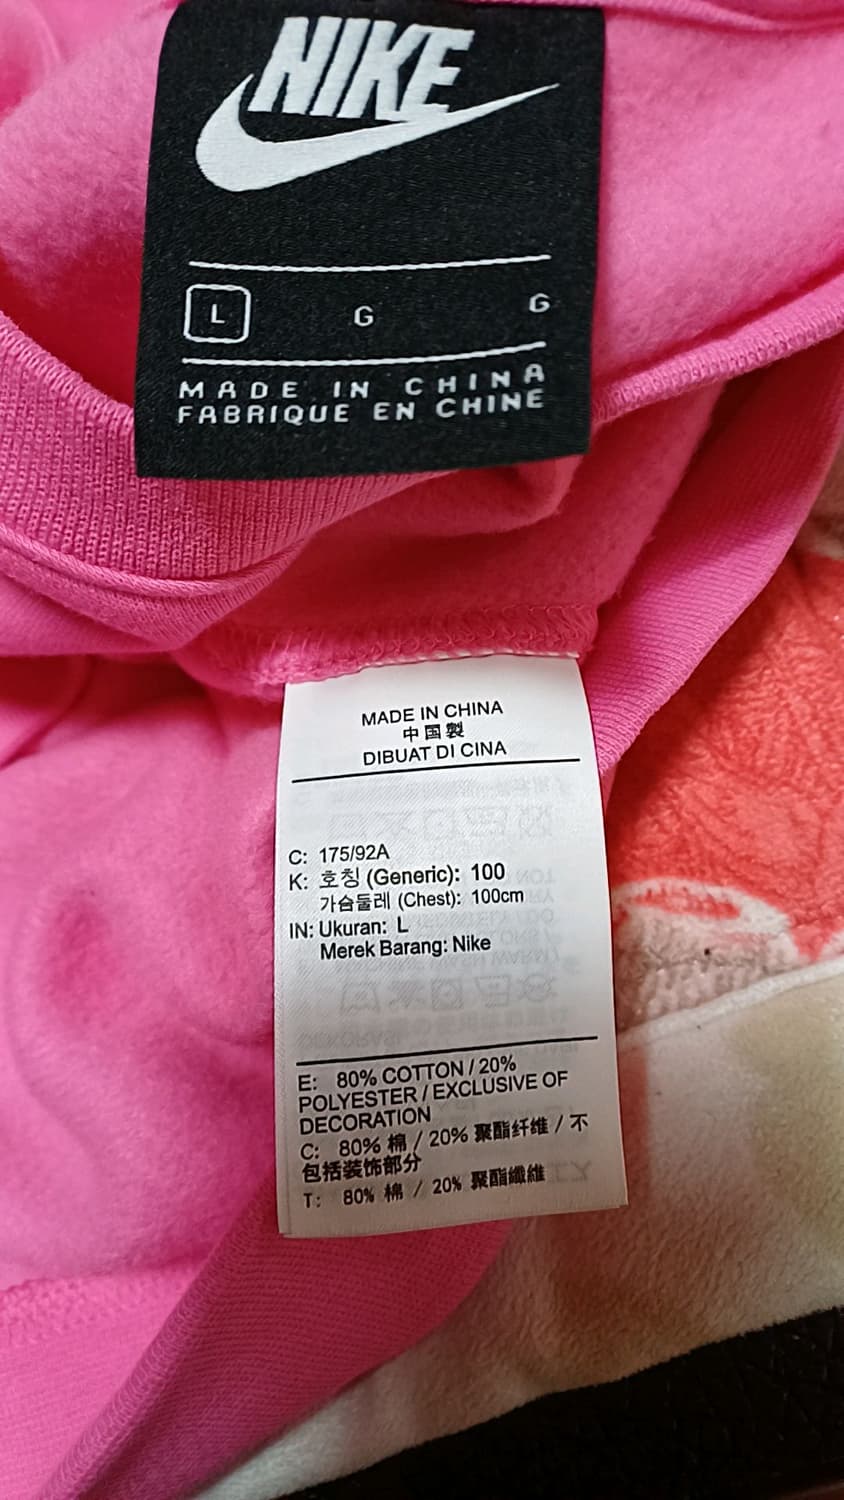 NIKE
L G G
MADE IN CHINA
FABRIQUE EN CHINE
MADE IN CHINA
中国製
DIBUAT DI CINA
C: 175/92A
K: 호칭 (Generic): 100
가슴둘레 (Chest): 100cm
IN: Ukuran: L
Merek Barang: Nike
E: 80% COTTON / 20%
POLYESTER / EXCLUSIVE OF
DECORATION
C: 80% 棉 / 20% 聚酯纤维 / 不
包括装饰部分
T: 80% 棉 / 20% 聚酯纖維